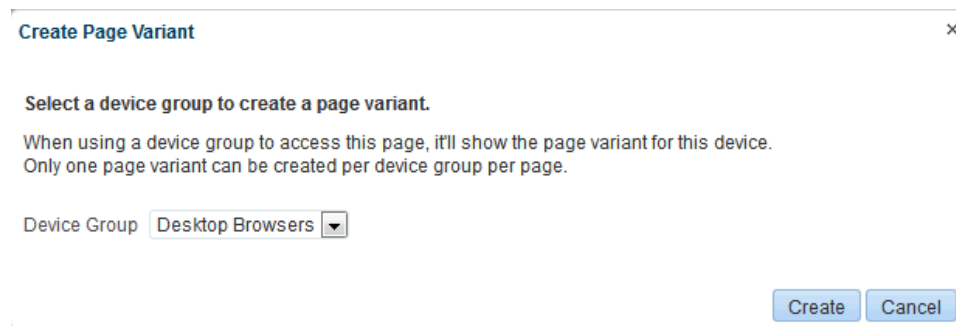 Create Page Variant
Select a device group to create a page variant.
When using a device group to access this page, it'll show the page variant for this device.
Only one page variant can be created per device group per page.
Device Group Desktop Browsers
Create Cancel